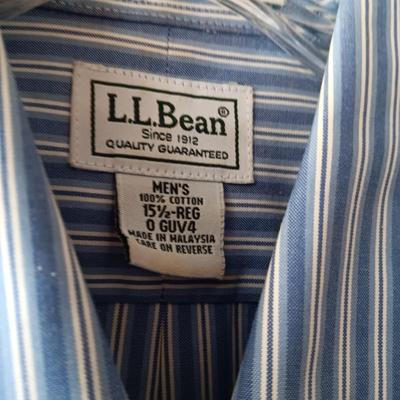 L.L.Bean®
Since 1912
QUALITY GUARANTEED
MEN'S
100% COTTON
15½-REG
0 GUV4
MADE IN MALAYSIA
CARE ON REVERSE